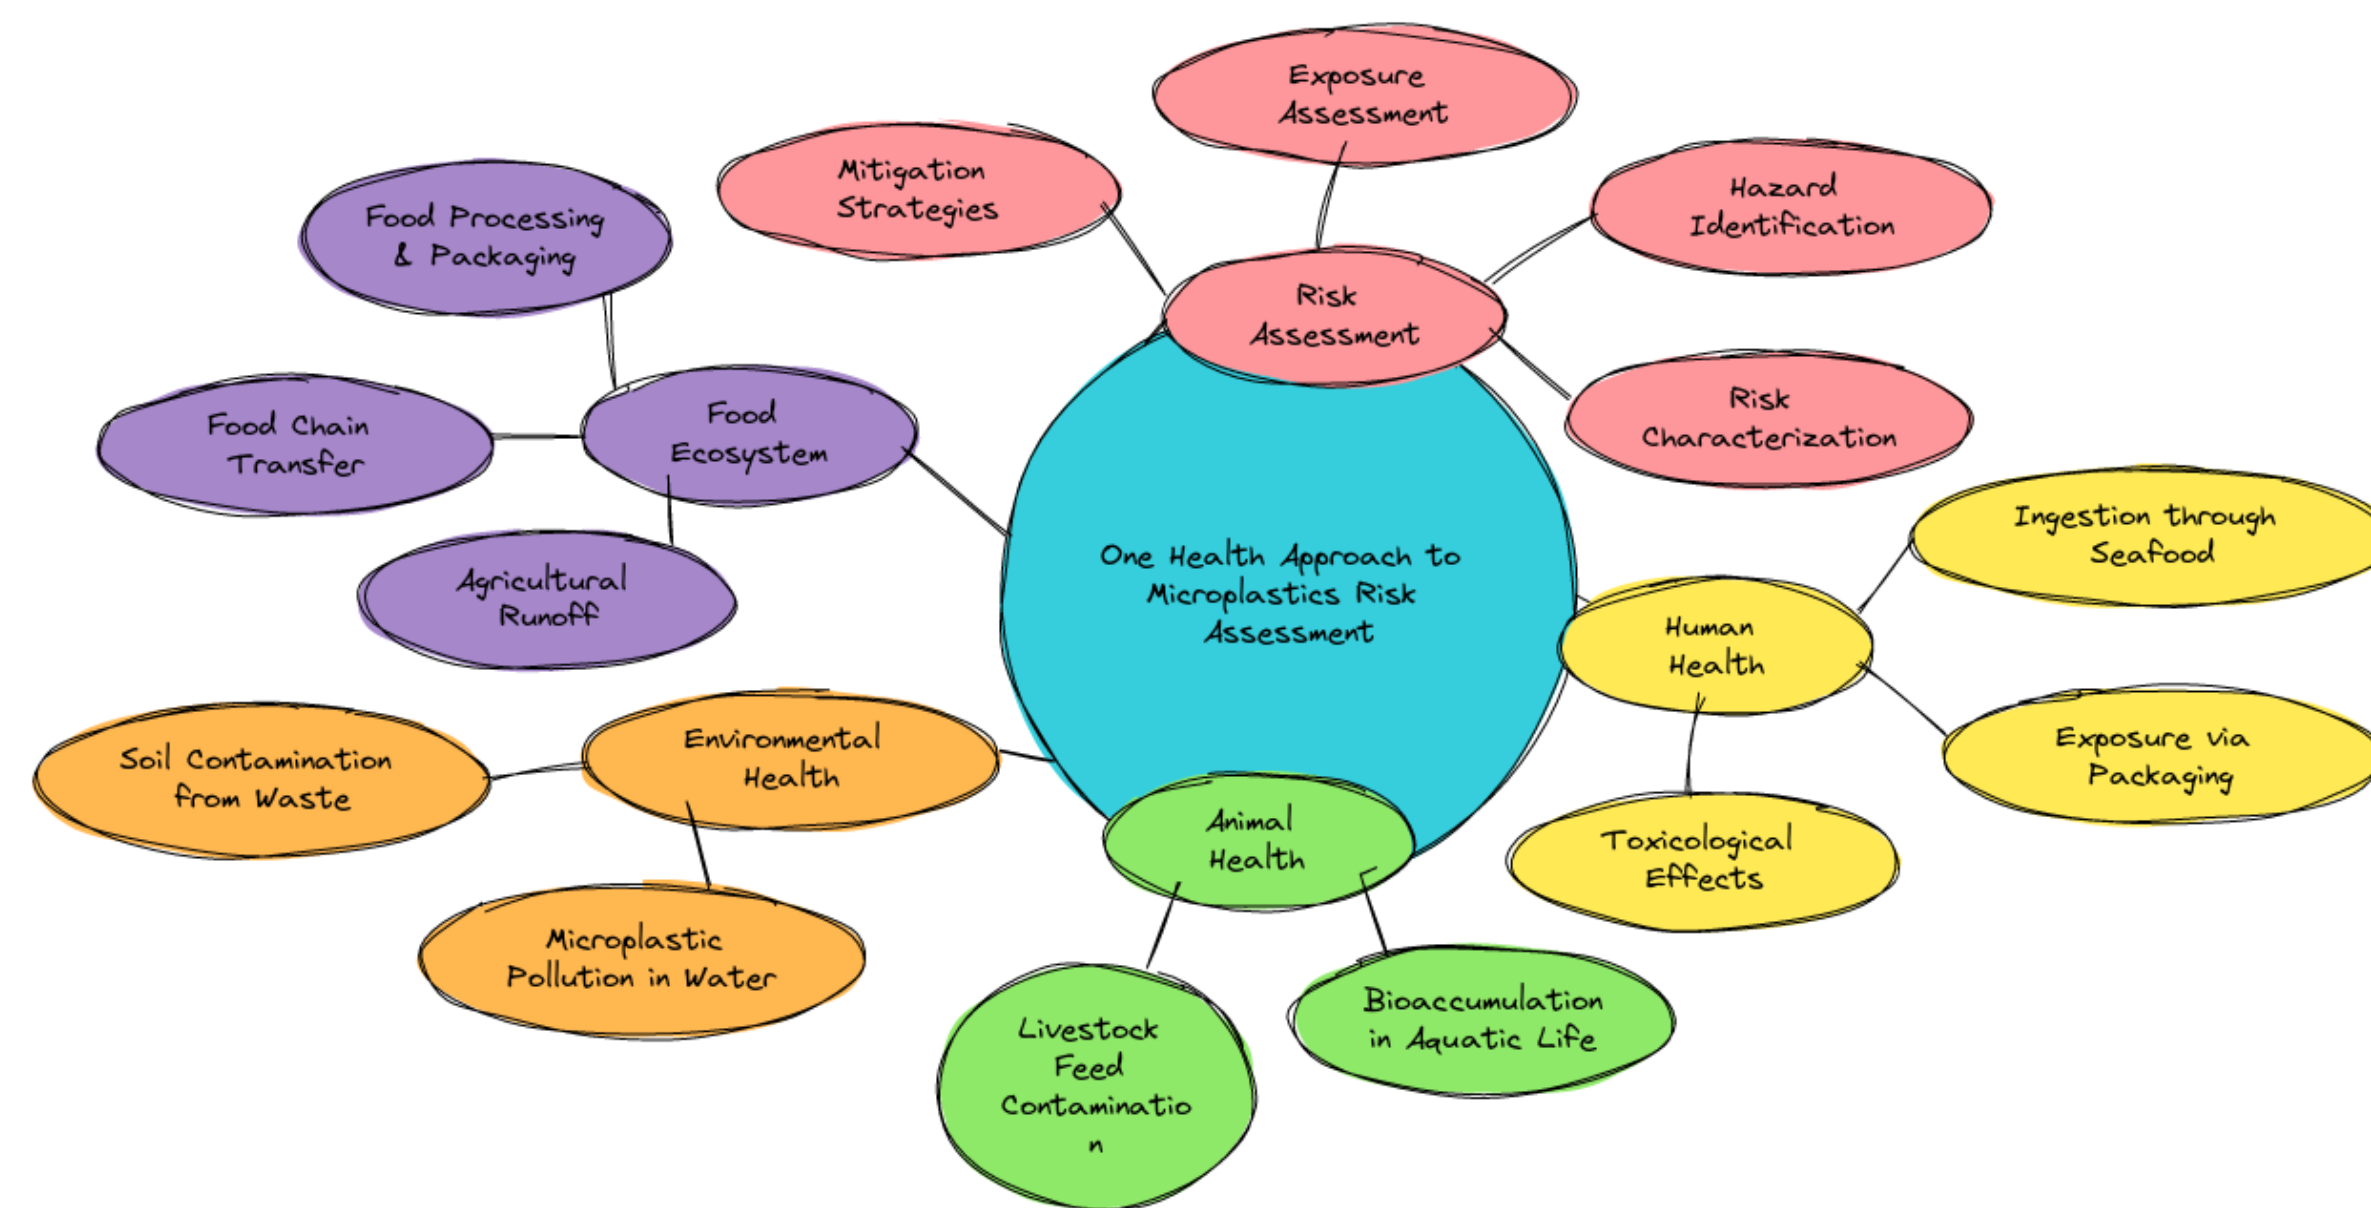 Exposure
Assessment
Mitigation
Strategies
Hazard
Identification
Food Processing
& Packaging
Risk
Assessment
Food Chain
Transfer
Food
Ecosystem
Risk
Characterization
Ingestion through
Seafood
One Health Approach to
Microplastics Risk
Assessment
Agricultural
Runoff
Human
Health
Environmental
Health
Soil Contamination
from Waste
Exposure via
Packaging
Animal
Health
Toxicological
Effects
Microplastic
Pollution in Water
Livestock
Feed
Contaminatio
n
Bioaccumulation
in Aquatic Life